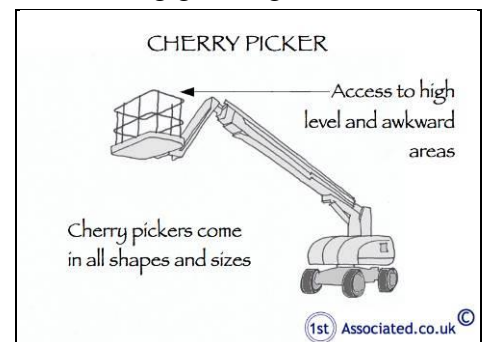 CHERRY PICKER
Access to high
level and awkward
areas
Cherry pickers come
in all shapes and sizes
1st Associated.co.uk ©